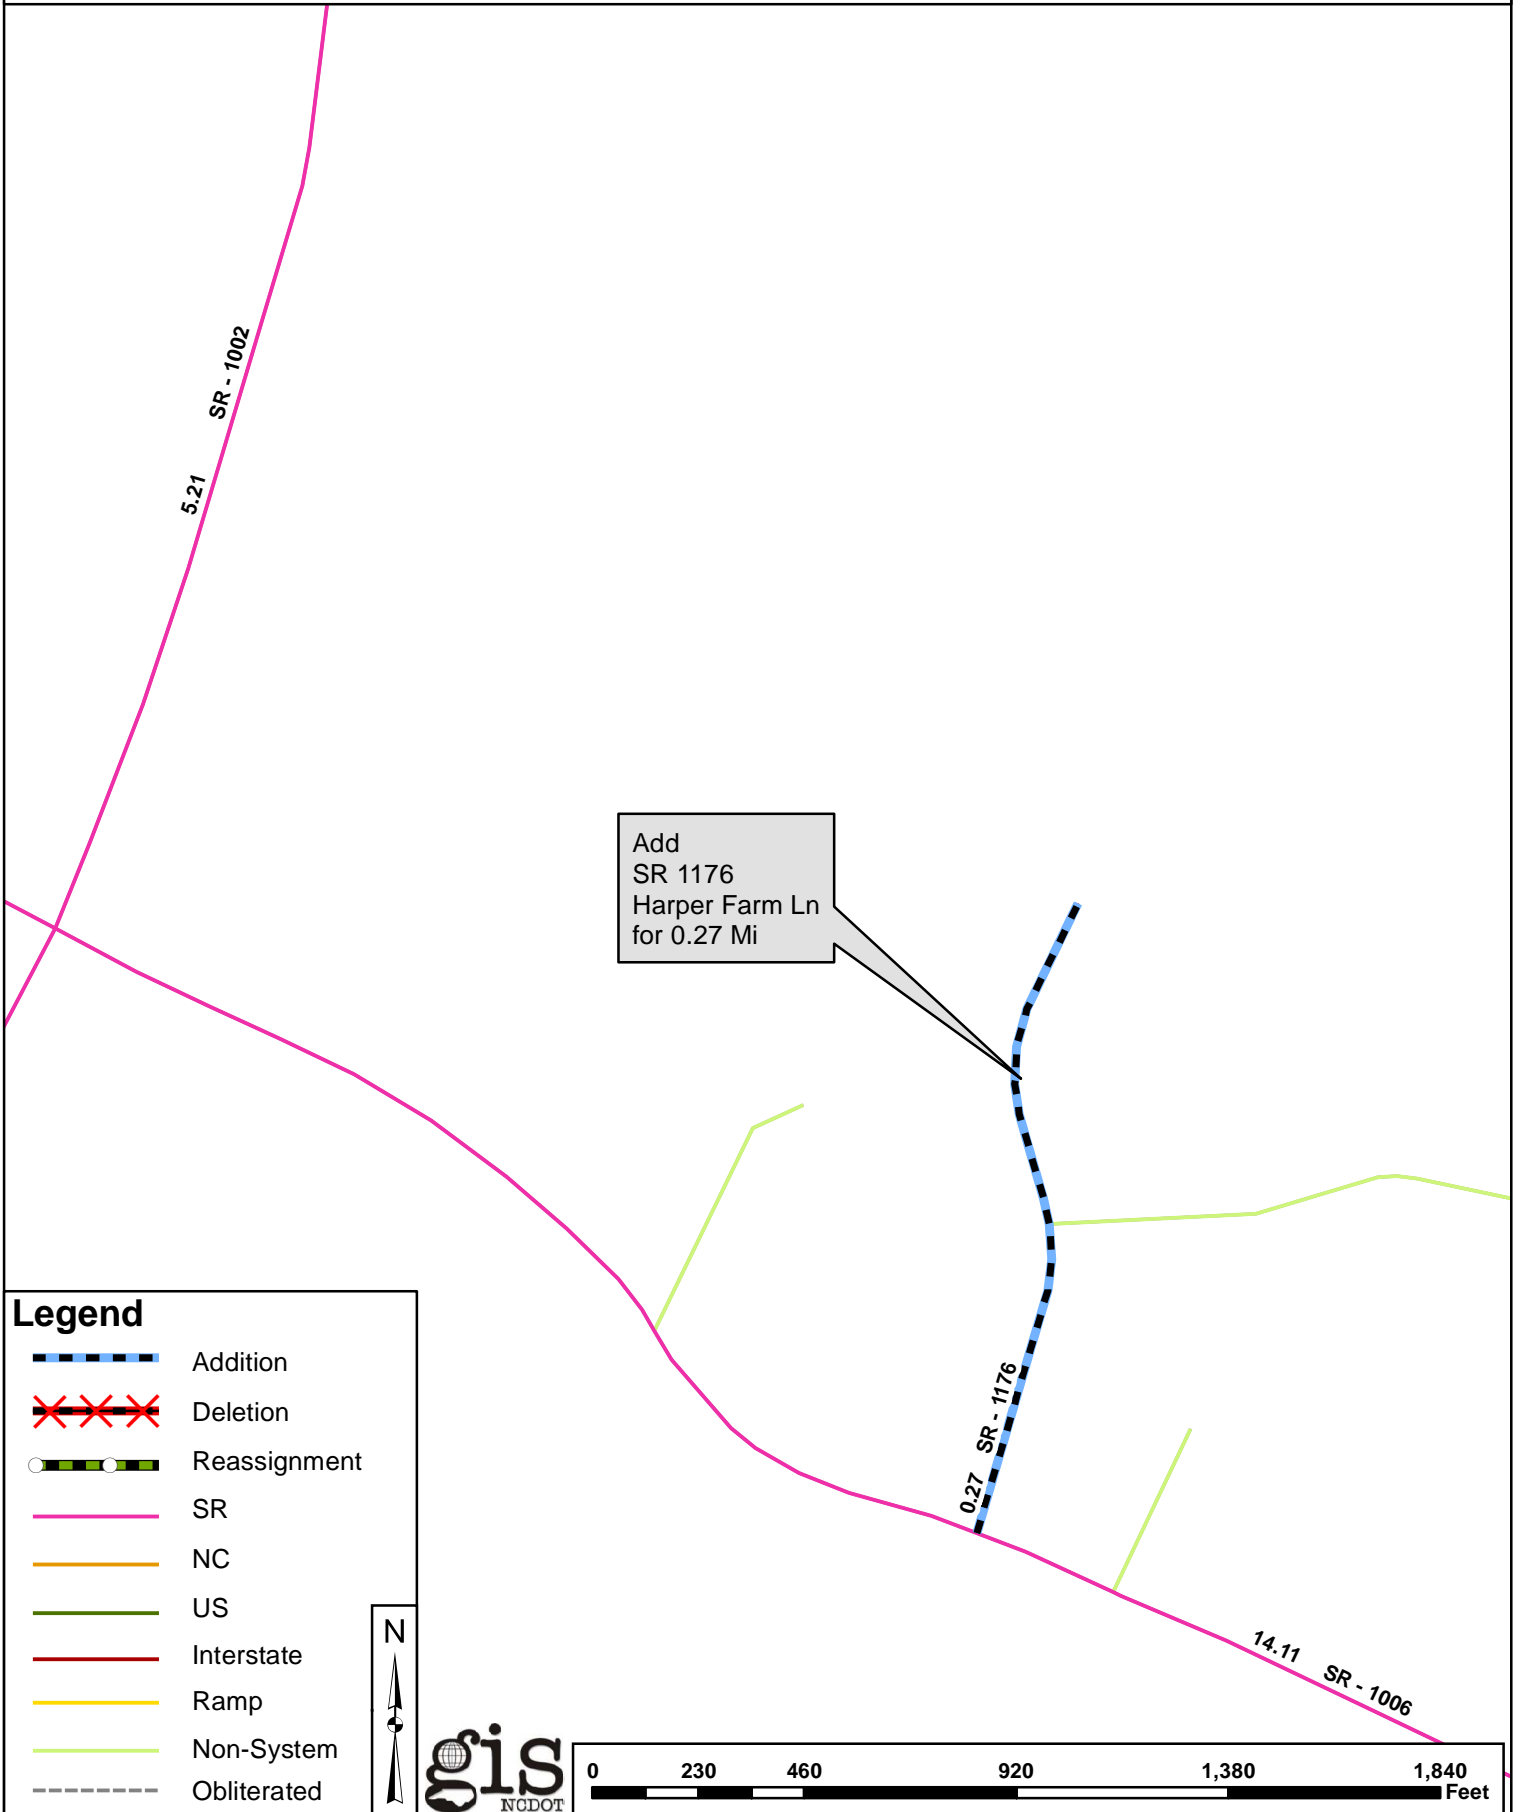 SR - 1002
5.21
Add
SR 1176
Harper Farm Ln
for 0.27 Mi
SR - 1176
0.27
14.11
SR - 1006
Legend
Addition
Deletion
Reassignment
SR
NC
US
Interstate
Ramp
Non-System
Obliterated
N
gis
NCDOT
0 230 460 920 1,380 1,840
Feet